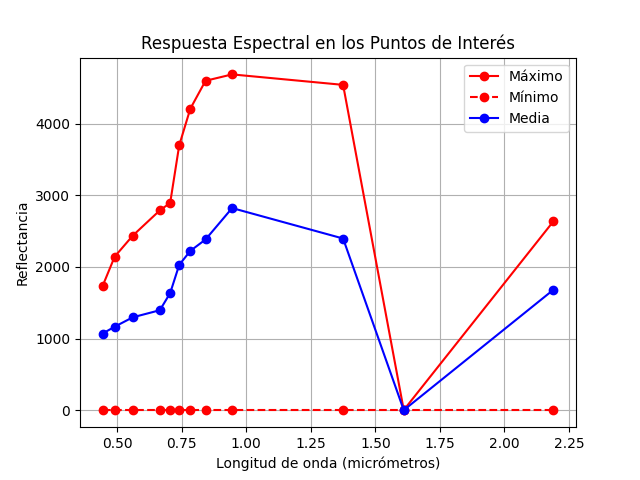 Respuesta Espectral en los Puntos de Interés
Máximo
Mínimo
Media
Reflectancia
4000
3000
2000
1000
0
0.50 0.75 1.00 1.25 1.50 1.75 2.00 2.25
Longitud de onda (micrómetros)